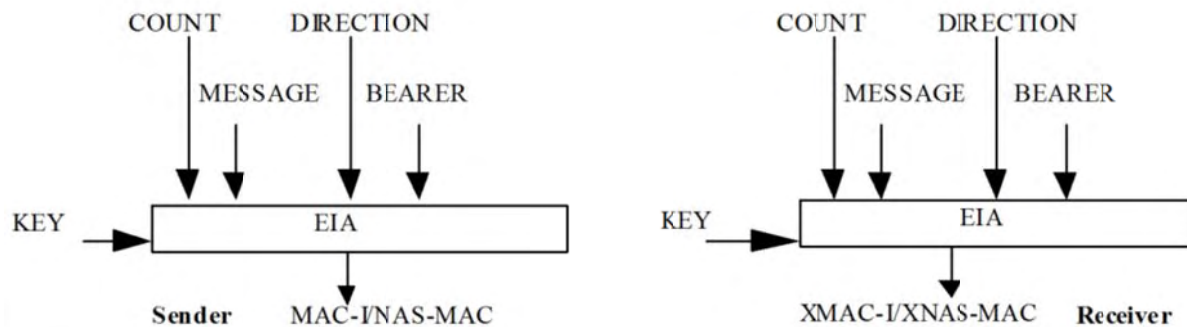 COUNT DIRECTION COUNT DIRECTION
MESSAGE BEARER MESSAGE BEARER
KEY EIA KEY EIA
Sender MAC-I/NAS-MAC XMAC-I/XNAS-MAC Receiver